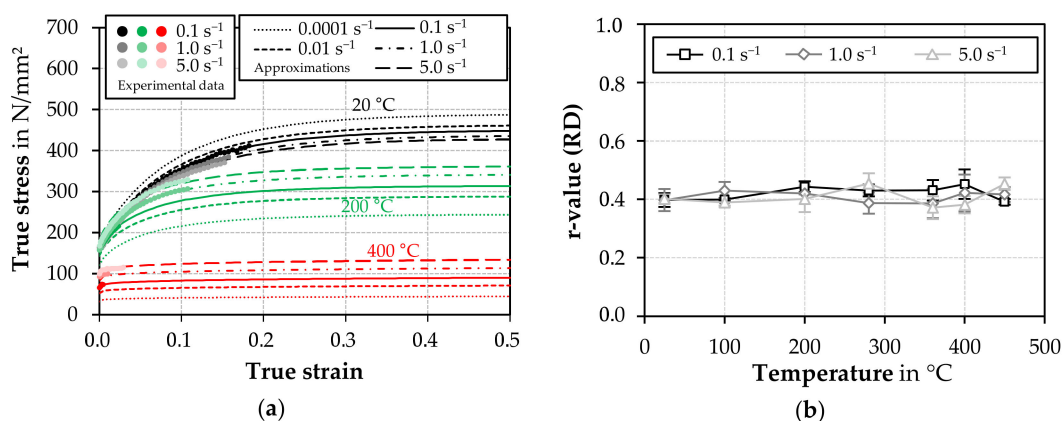 True stress in N/mm²
700
600
500
400
300
200
100
0
0.1 s⁻¹
1.0 s⁻¹
5.0 s⁻¹
Experimental data
0.0001 s⁻¹ 0.1 s⁻¹
0.01 s⁻¹ 1.0 s⁻¹
Approximations 5.0 s⁻¹
20 °C
200 °C
400 °C
0.0 0.1 0.2 0.3 0.4 0.5
True strain
(a)
r-value (RD)
1.0
0.8
0.6
0.4
0.2
0.0
0.1 s⁻¹ 1.0 s⁻¹ 5.0 s⁻¹
0 100 200 300 400 500
Temperature in °C
(b)